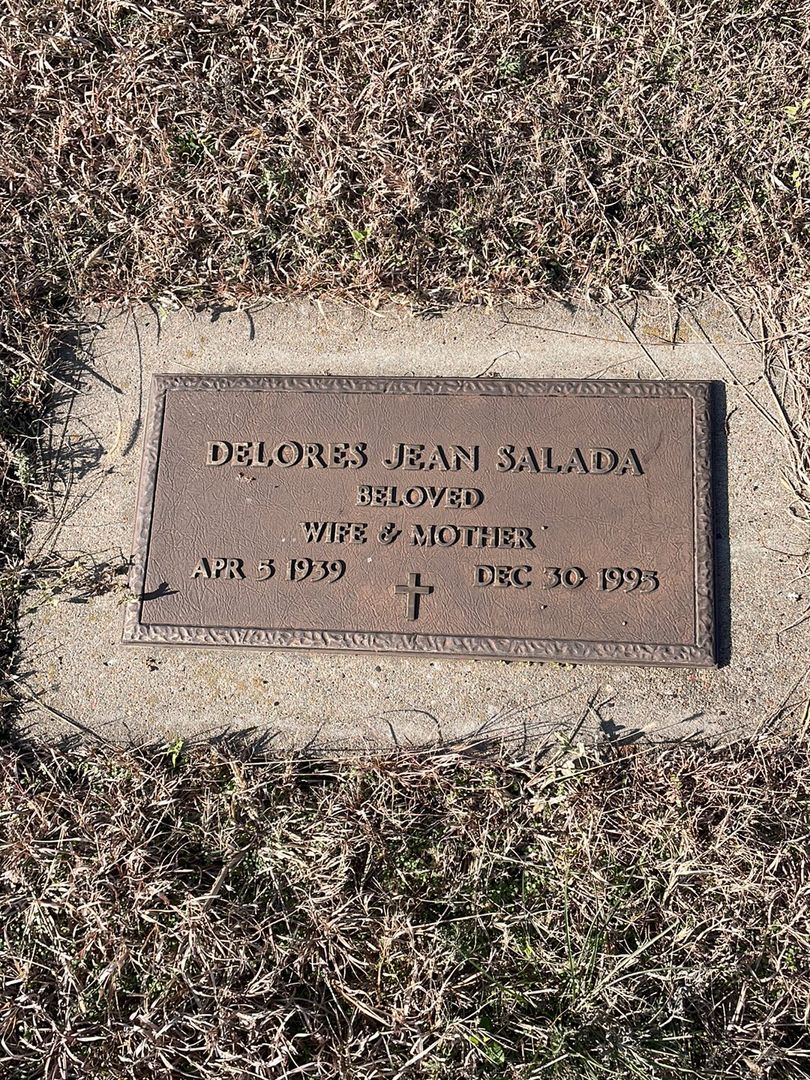 DELORES JEAN SALADA
BELOVED
WIFE & MOTHER
APR 5 1939 DEC 30 1995